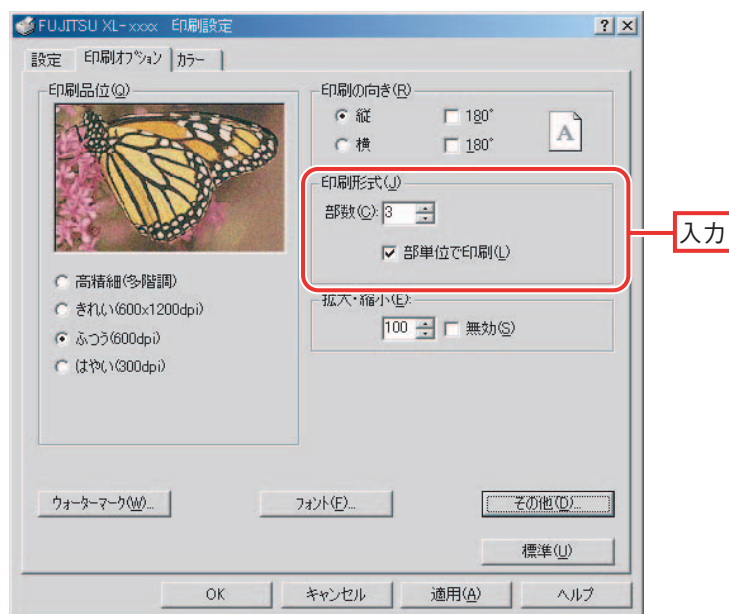 FUJITSU XL-xxxx 印刷設定
設定 印刷ｵﾌﾟｼｮﾝ ｶﾗｰ
印刷品位(Q)
高精細(多階調)
きれい(600x1200dpi)
ふつう(600dpi)
はやい(300dpi)
印刷の向き(R)
縦 180°
横 180°
A
印刷形式(J)
部数(C): 3
部単位で印刷(L)
入力
拡大・縮小(E):
100 無効(S)
ｳｫｰﾀｰﾏｰｸ(W)... ﾌｫﾝﾄ(F)... その他(D)...
標準(U)
OK ｷｬﾝｾﾙ 適用(A) ﾍﾙﾌﾟ